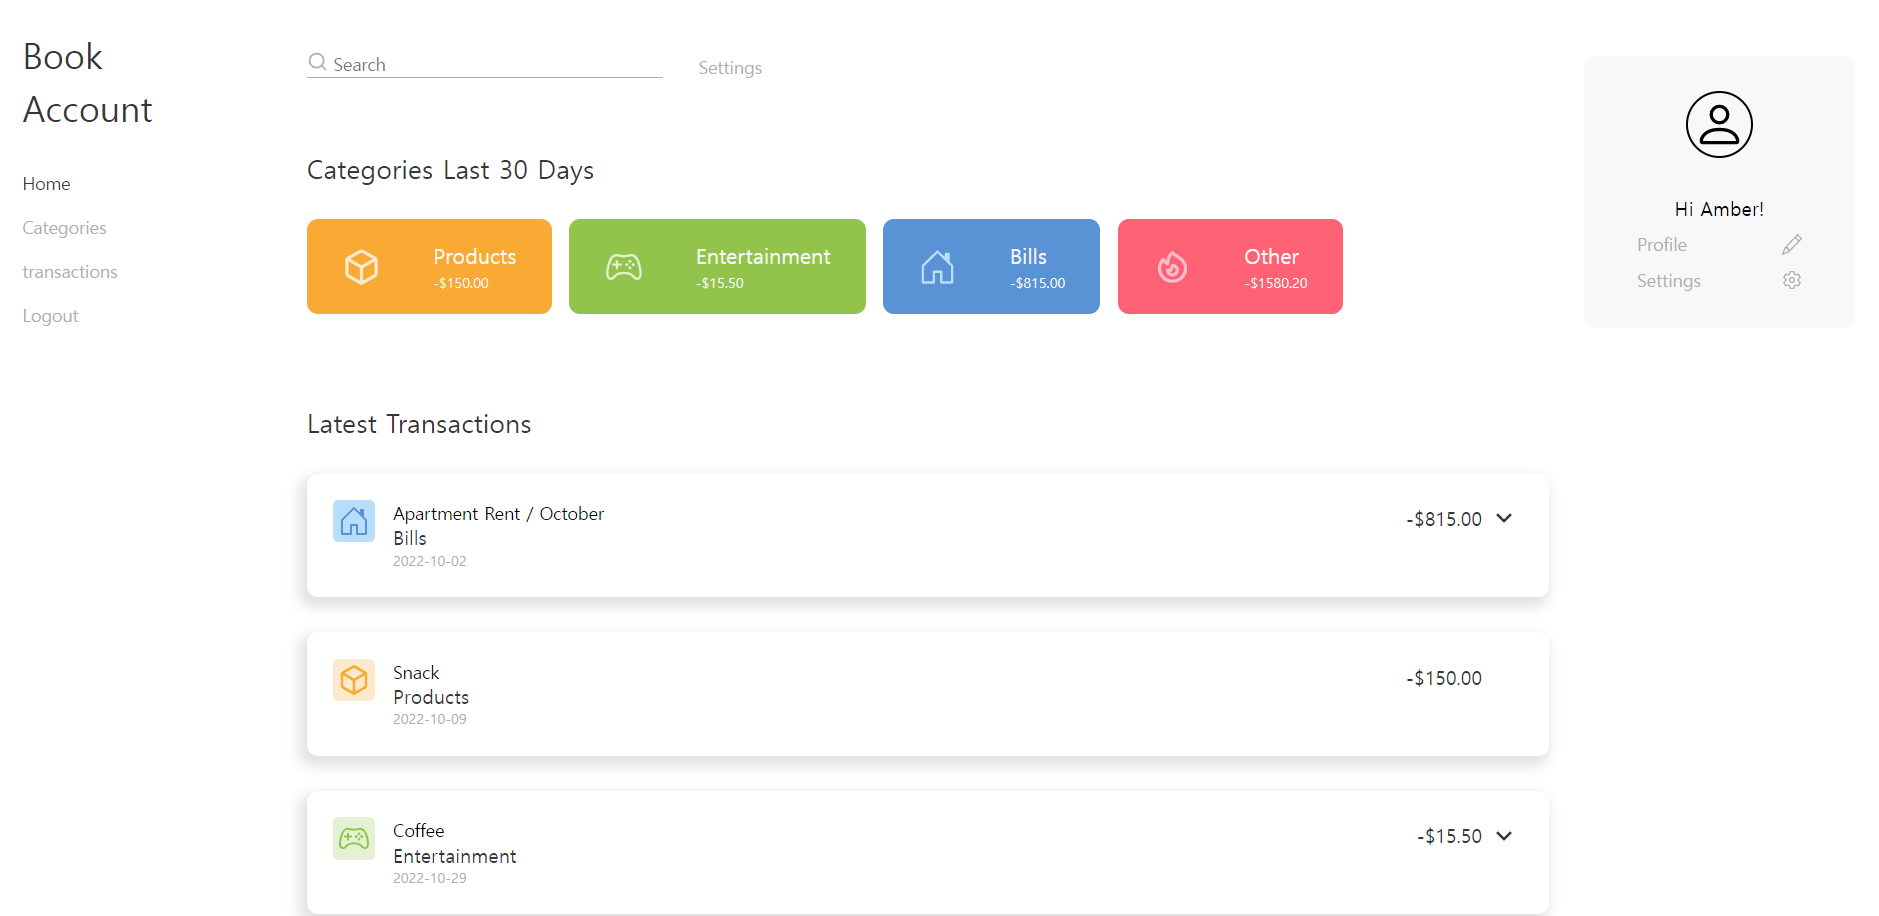 Book
Account
Home
Categories
transactions
Logout
Search
Settings
Categories Last 30 Days
Products
-$150.00
Entertainment
-$15.50
Bills
-$815.00
Other
-$1580.20
Latest Transactions
Apartment Rent / October
Bills
2022-10-02
-$815.00
Snack
Products
2022-10-09
-$150.00
Coffee
Entertainment
2022-10-29
-$15.50
Hi Amber!
Profile
Settings